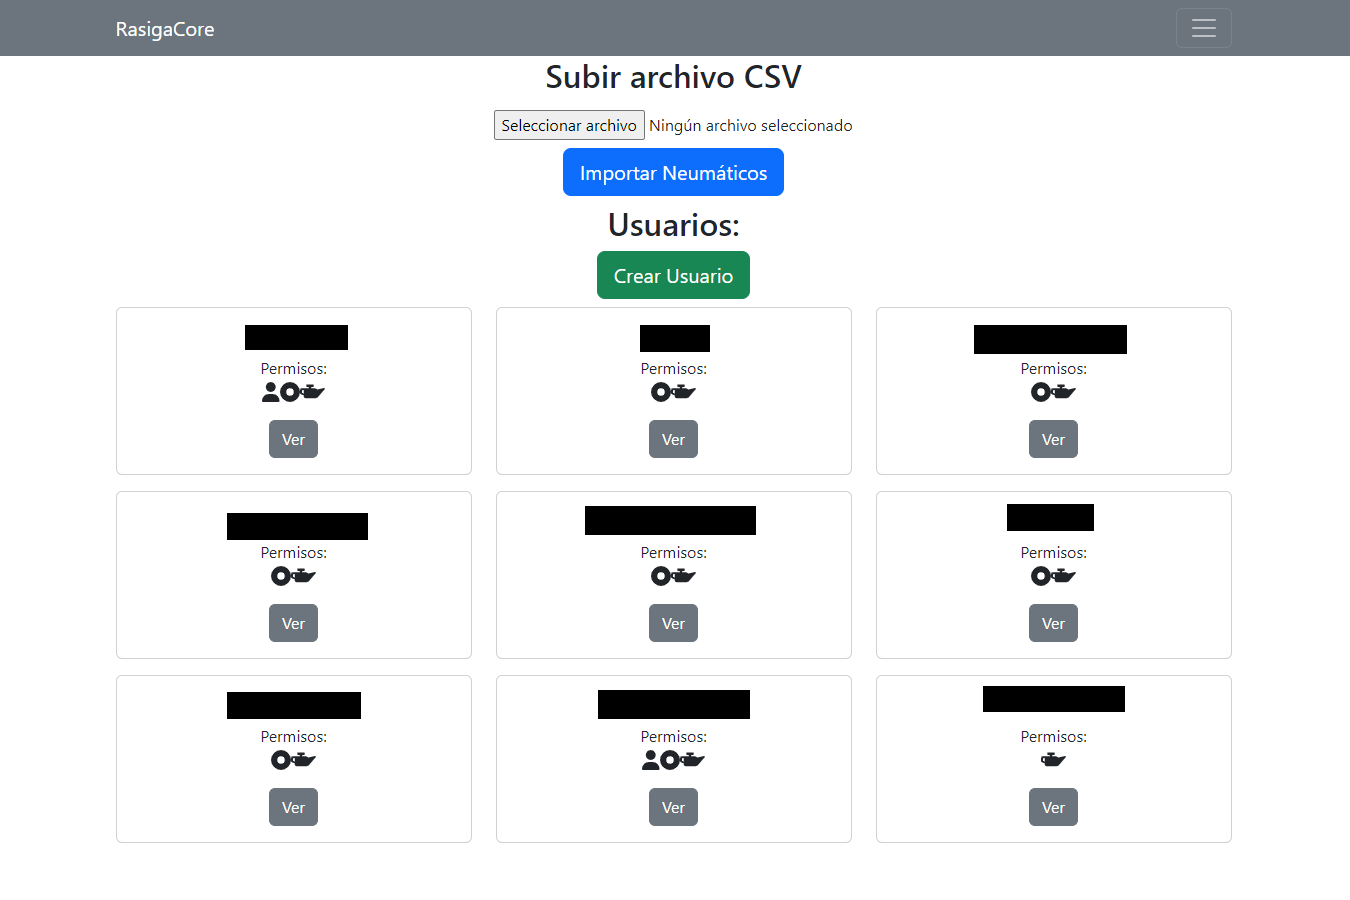 RasigaCore
Subir archivo CSV
Seleccionar archivo Ningún archivo seleccionado
Importar Neumáticos
Usuarios:
Crear Usuario
Permisos:
Ver
Permisos:
Ver
Permisos:
Ver
Permisos:
Ver
Permisos:
Ver
Permisos:
Ver
Permisos:
Ver
Permisos:
Ver
Permisos:
Ver